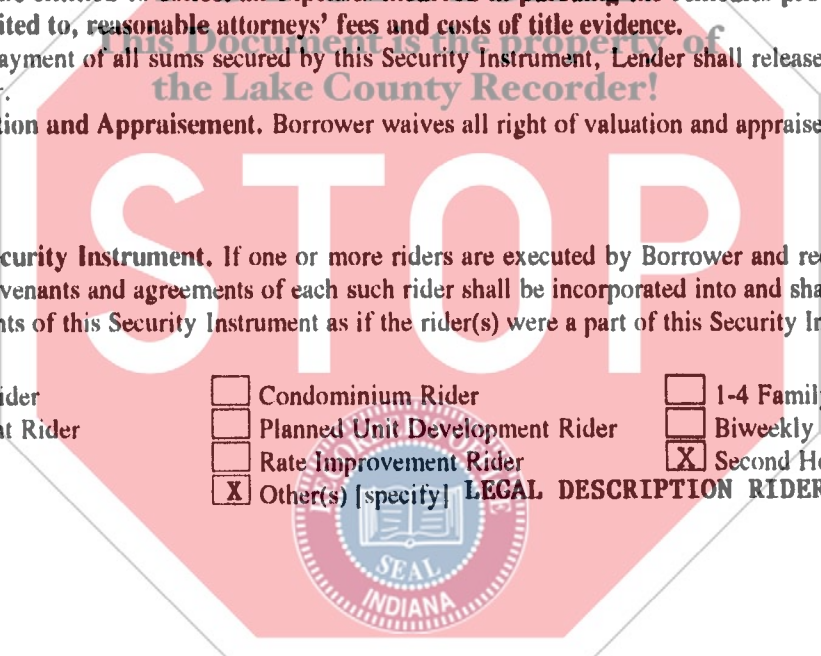 ited to, reasonable attorneys' fees and costs of title evidence.
This Document is the property of
ayment of all sums secured by this Security Instrument, Lender shall release
the Lake County Recorder!
r.
tion and Appraisement. Borrower waives all right of valuation and appraise
STOP
curity Instrument. If one or more riders are executed by Borrower and re
venants and agreements of each such rider shall be incorporated into and sha
nts of this Security Instrument as if the rider(s) were a part of this Security In
ider Condominium Rider 1-4 Family
nt Rider Planned Unit Development Rider Biweekly
Rate Improvement Rider X Second Ho
X Other(s) [specify] LEGAL DESCRIPTION RIDER
SEAL
INDIANA